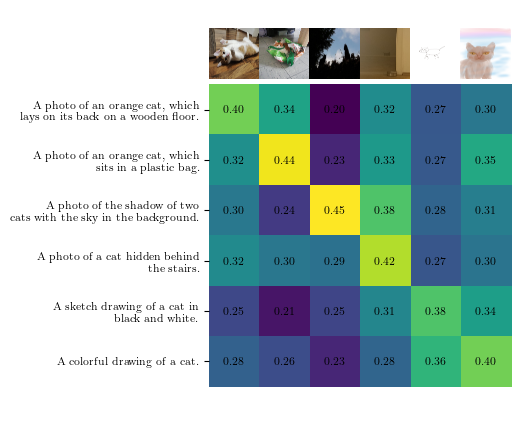 A photo of an orange cat, which
lays on its back on a wooden floor.
0.40 0.34 0.20 0.32 0.27 0.30
A photo of an orange cat, which
sits in a plastic bag.
0.32 0.44 0.23 0.33 0.27 0.35
A photo of the shadow of two
cats with the sky in the background.
0.30 0.24 0.45 0.38 0.28 0.31
A photo of a cat hidden behind
the stairs.
0.32 0.30 0.29 0.42 0.27 0.30
A sketch drawing of a cat in
black and white.
0.25 0.21 0.25 0.31 0.38 0.34
A colorful drawing of a cat.
0.28 0.26 0.23 0.28 0.36 0.40